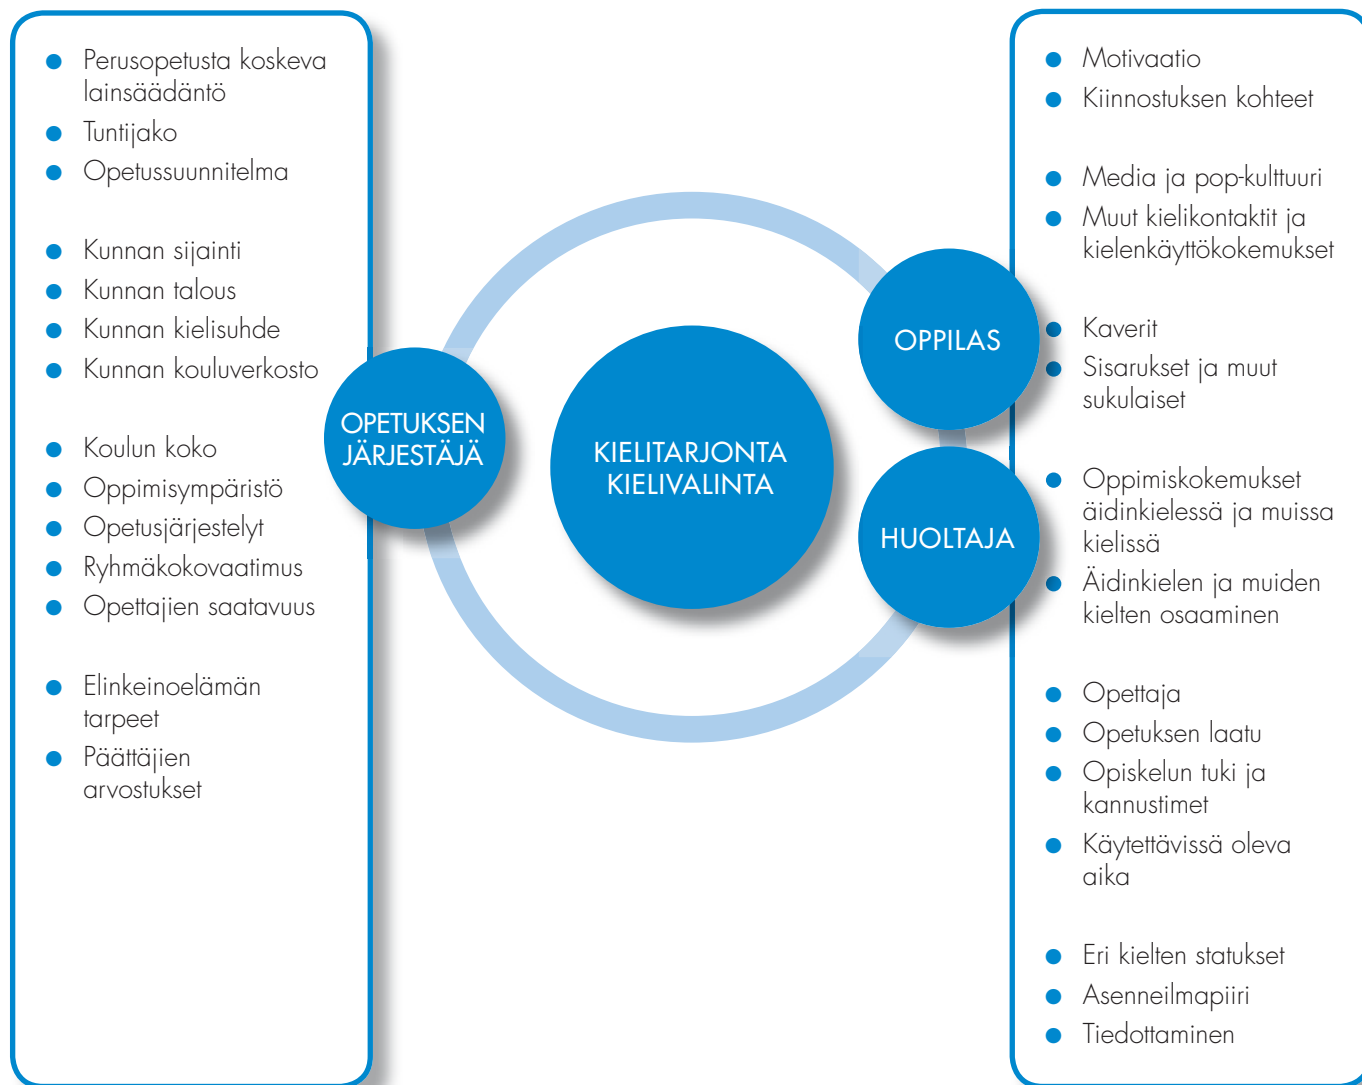 Perusopetusta koskeva
lainsäädäntö
Tuntijako
Opetussuunnitelma
Kunnan sijainti
Kunnan talous
Kunnan kielisuhde
Kunnan kouluverkosto
Koulun koko
Oppimisympäristö
Opetusjärjestelyt
Ryhmäkokovaatimus
Opettajien saatavuus
Elinkeinoelämän
tarpeet
Päättäjien
arvostukset
OPETUKSEN
JÄRJESTÄJÄ
KIELITARJONTA
KIELIVALINTA
OPPILAS
HUOLTAJA
Motivaatio
Kiinnostuksen kohteet
Media ja pop-kulttuuri
Muut kielikontaktit ja
kielenkäyttökokemukset
Kaverit
Sisarukset ja muut
sukulaiset
Oppimiskokemukset
äidinkielessä ja muissa
kielissä
Äidinkielen ja muiden
kielten osaaminen
Opettaja
Opetuksen laatu
Opiskelun tuki ja
kannustimet
Käytettävissä oleva
aika
Eri kielten statukset
Asenneilmapiiri
Tiedottaminen